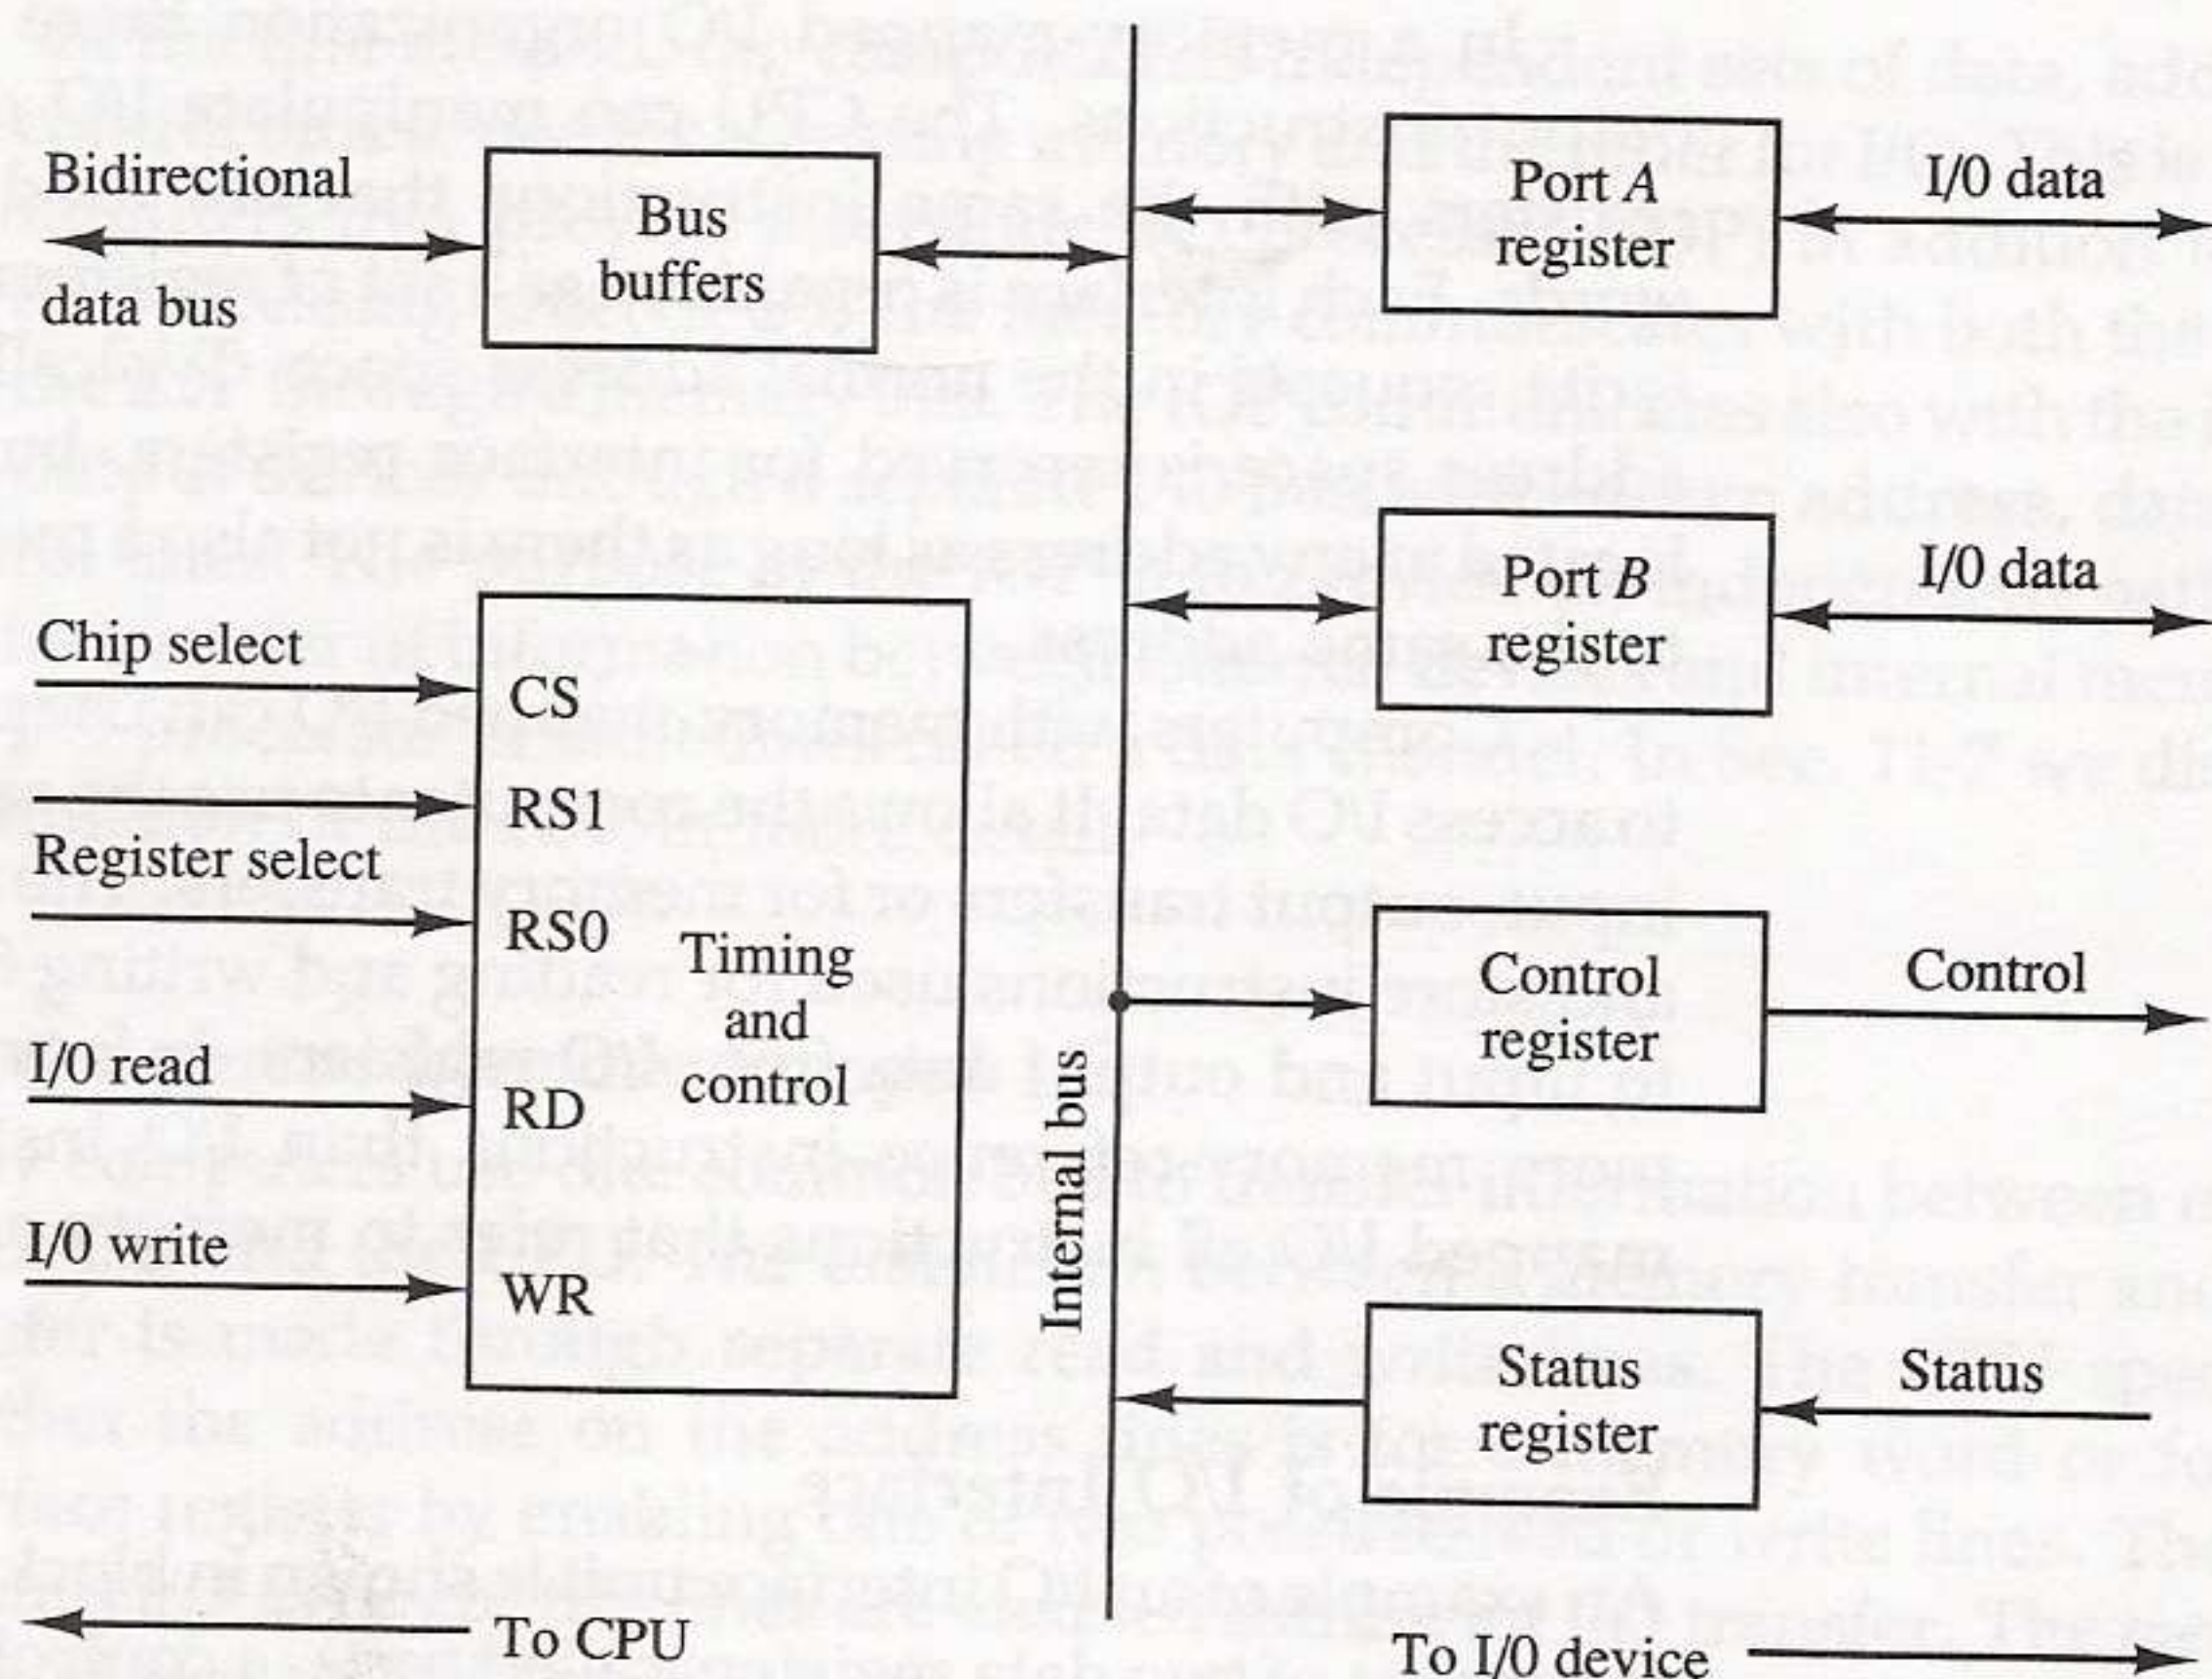 Bidirectional
data bus
Bus
buffers
Port A
register
I/0 data
Port B
register
I/0 data
Chip select
CS
RS1
Register select
RS0
Timing
and
control
I/0 read
RD
I/0 write
WR
Internal bus
Control
register
Control
Status
register
Status
To CPU
To I/0 device